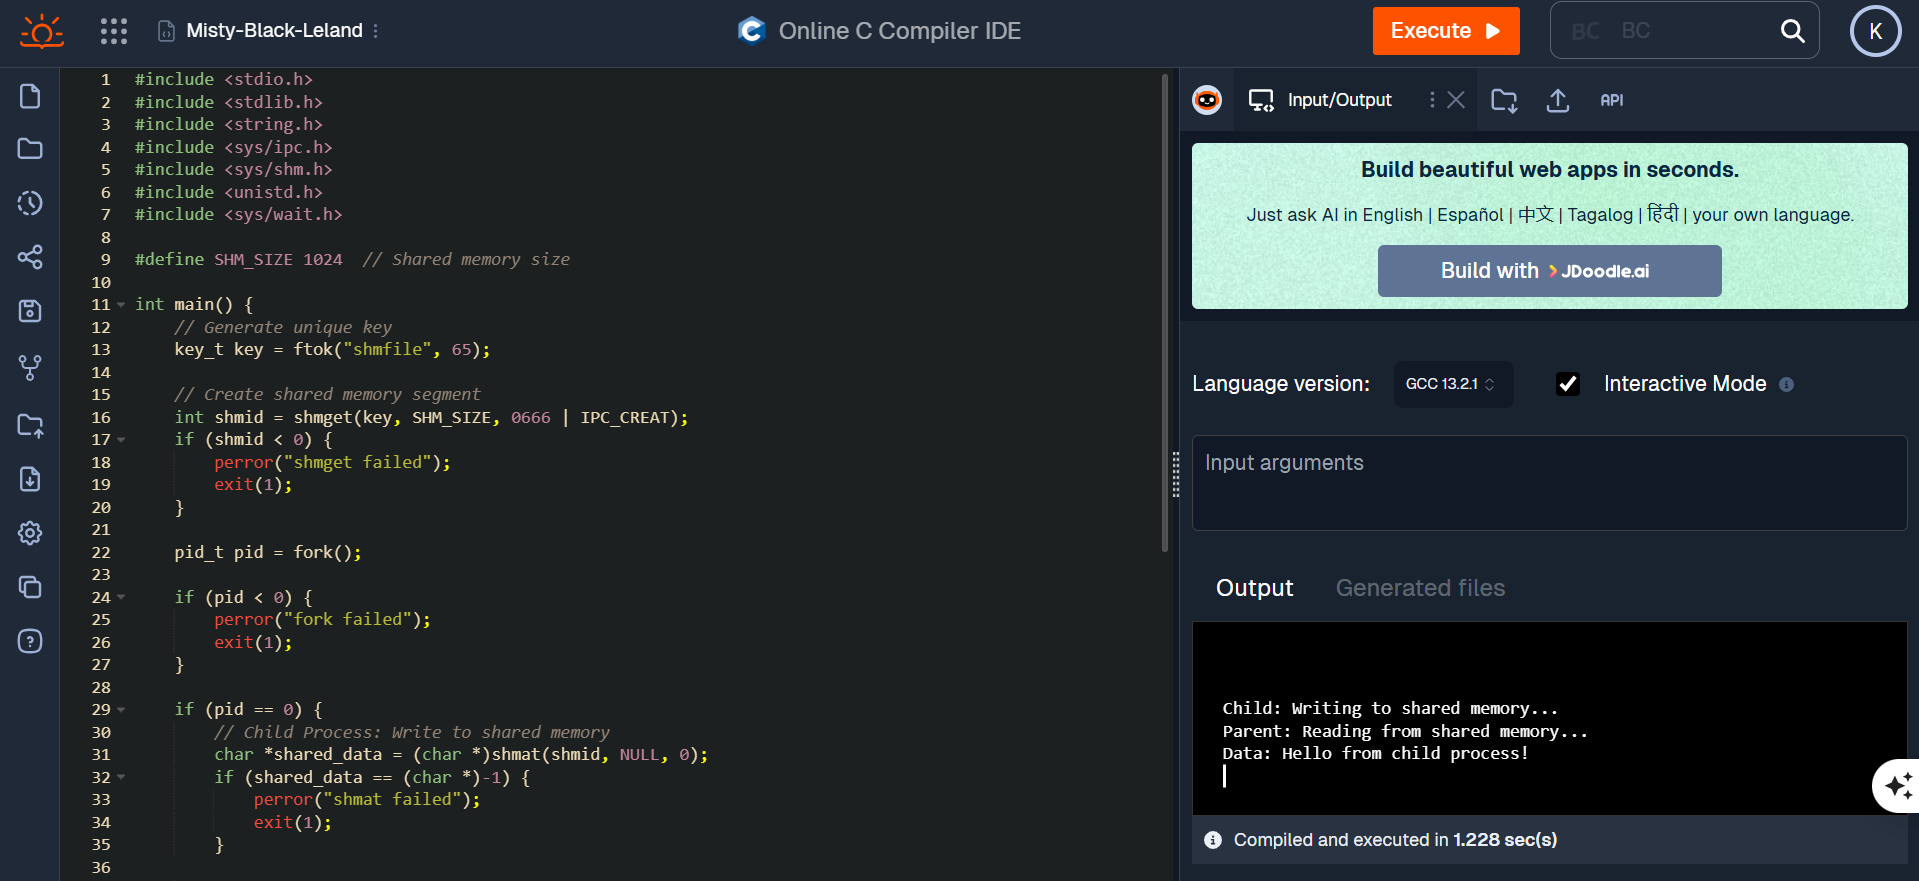 Misty-Black-Leland
Online C Compiler IDE
Execute
BC BC
K
1 #include <stdio.h>
2 #include <stdlib.h>
3 #include <string.h>
4 #include <sys/ipc.h>
5 #include <sys/shm.h>
6 #include <unistd.h>
7 #include <sys/wait.h>
8
9 #define SHM_SIZE 1024  // Shared memory size
10
11 int main() {
12     // Generate unique key
13     key_t key = ftok("shmfile", 65);
14
15     // Create shared memory segment
16     int shmid = shmget(key, SHM_SIZE, 0666 | IPC_CREAT);
17     if (shmid < 0) {
18         perror("shmget failed");
19         exit(1);
20     }
21
22     pid_t pid = fork();
23
24     if (pid < 0) {
25         perror("fork failed");
26         exit(1);
27     }
28
29     if (pid == 0) {
30         // Child Process: Write to shared memory
31         char *shared_data = (char *)shmat(shmid, NULL, 0);
32         if (shared_data == (char *)-1) {
33             perror("shmat failed");
34             exit(1);
35         }
36
Input/Output
API
Build beautiful web apps in seconds.
Just ask AI in English | Español | 中文 | Tagalog | हिंदी | your own language.
Build with JDoodle.ai
Language version: GCC 13.2.1 Interactive Mode
Input arguments
Output Generated files
Child: Writing to shared memory...
Parent: Reading from shared memory...
Data: Hello from child process!
Compiled and executed in 1.228 sec(s)